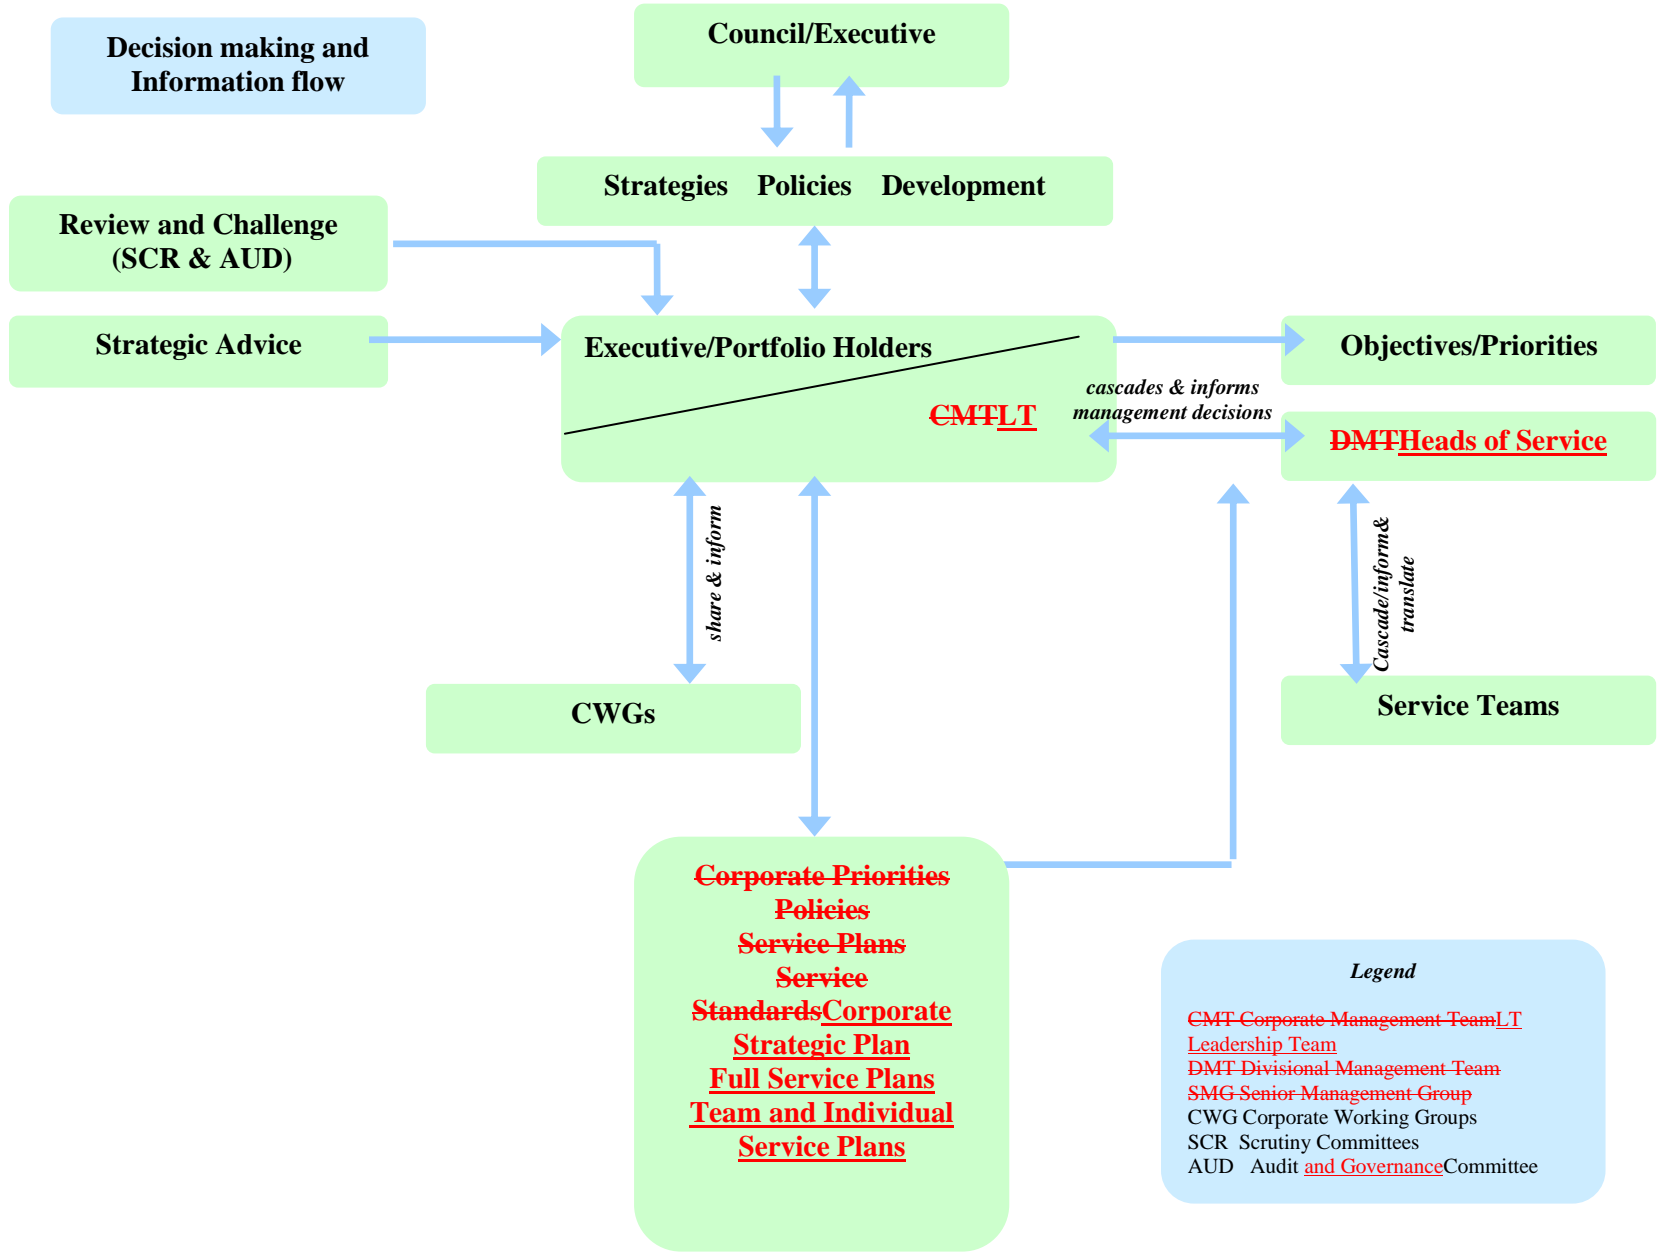 Decision making and
Information flow
Council/Executive
Strategies Policies Development
Review and Challenge
(SCR & AUD)
Strategic Advice
Executive/Portfolio Holders
CMTLT
Objectives/Priorities
cascades & informs
management decisions
DMTHeads of Service
share & inform
Cascade/inform&
translate
CWGs
Service Teams
Corporate Priorities
Policies
Service Plans
Service
StandardsCorporate
Strategic Plan
Full Service Plans
Team and Individual
Service Plans
Legend
CMT Corporate Management TeamLT
Leadership Team
DMT Divisional Management Team
SMG Senior Management Group
CWG Corporate Working Groups
SCR Scrutiny Committees
AUD Audit and GovernanceCommittee